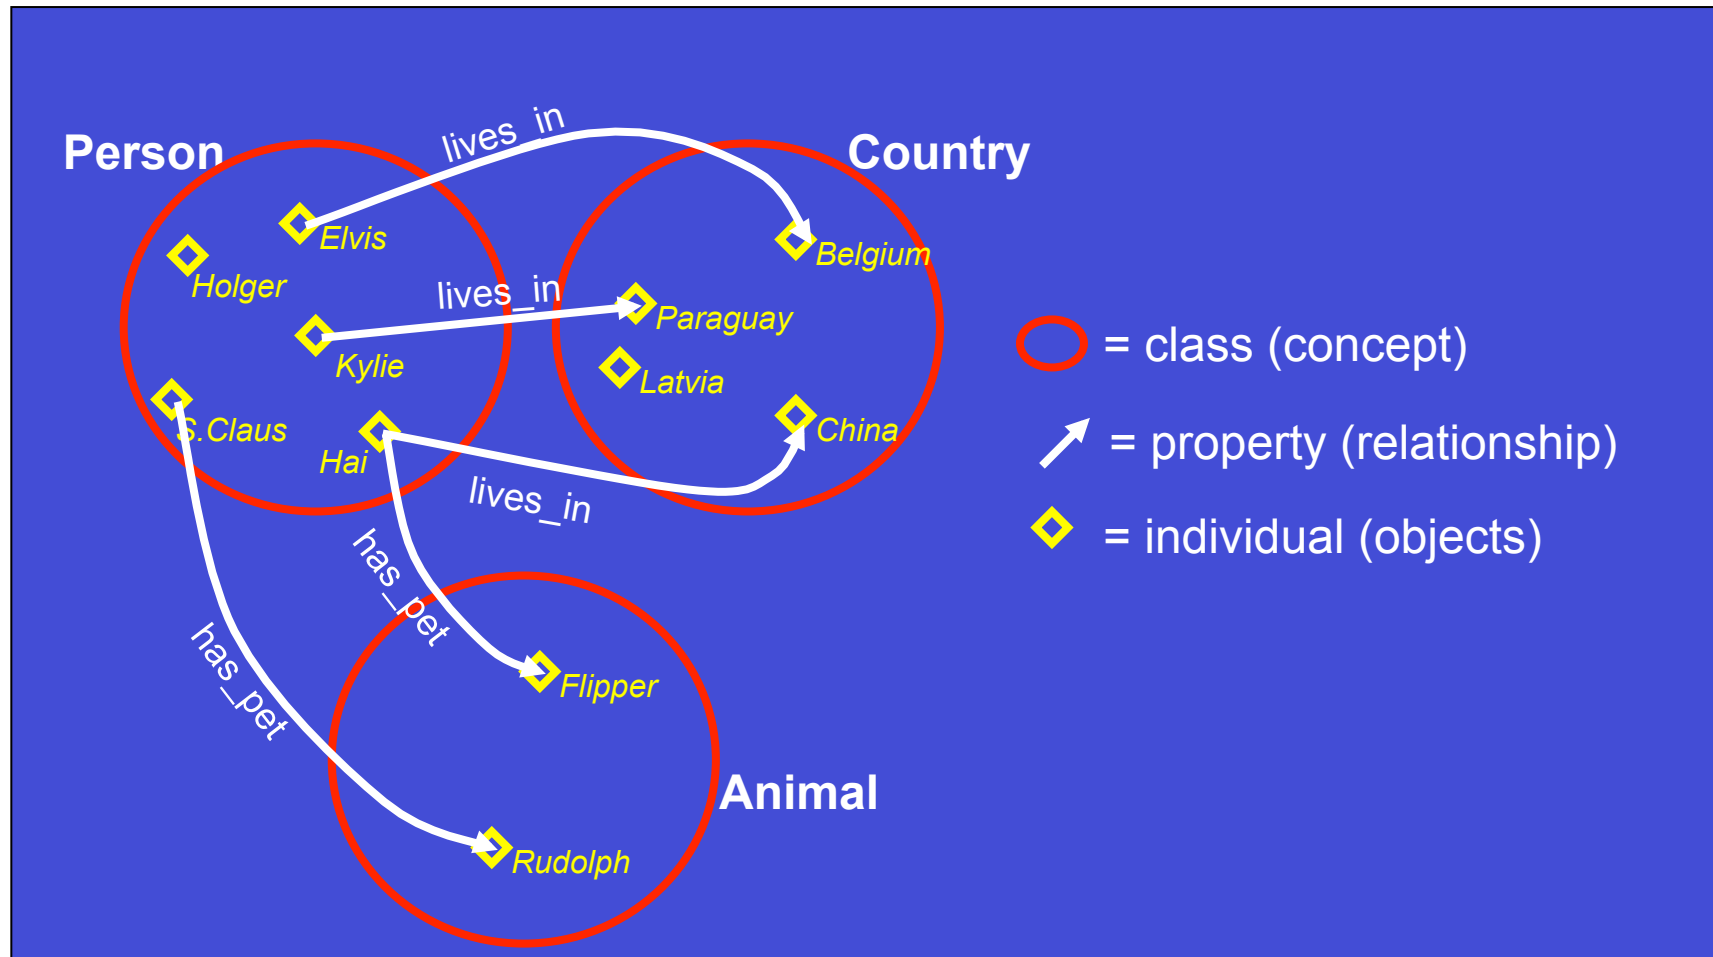 lives_in
Person
Country
Elvis
Belgium
Holger
lives_in
Paraguay
= class (concept)
Kylie
Latvia
S.Claus
China
= property (relationship)
Hai
lives_in
= individual (objects)
has_pet
has_pet
Flipper
Animal
Rudolph